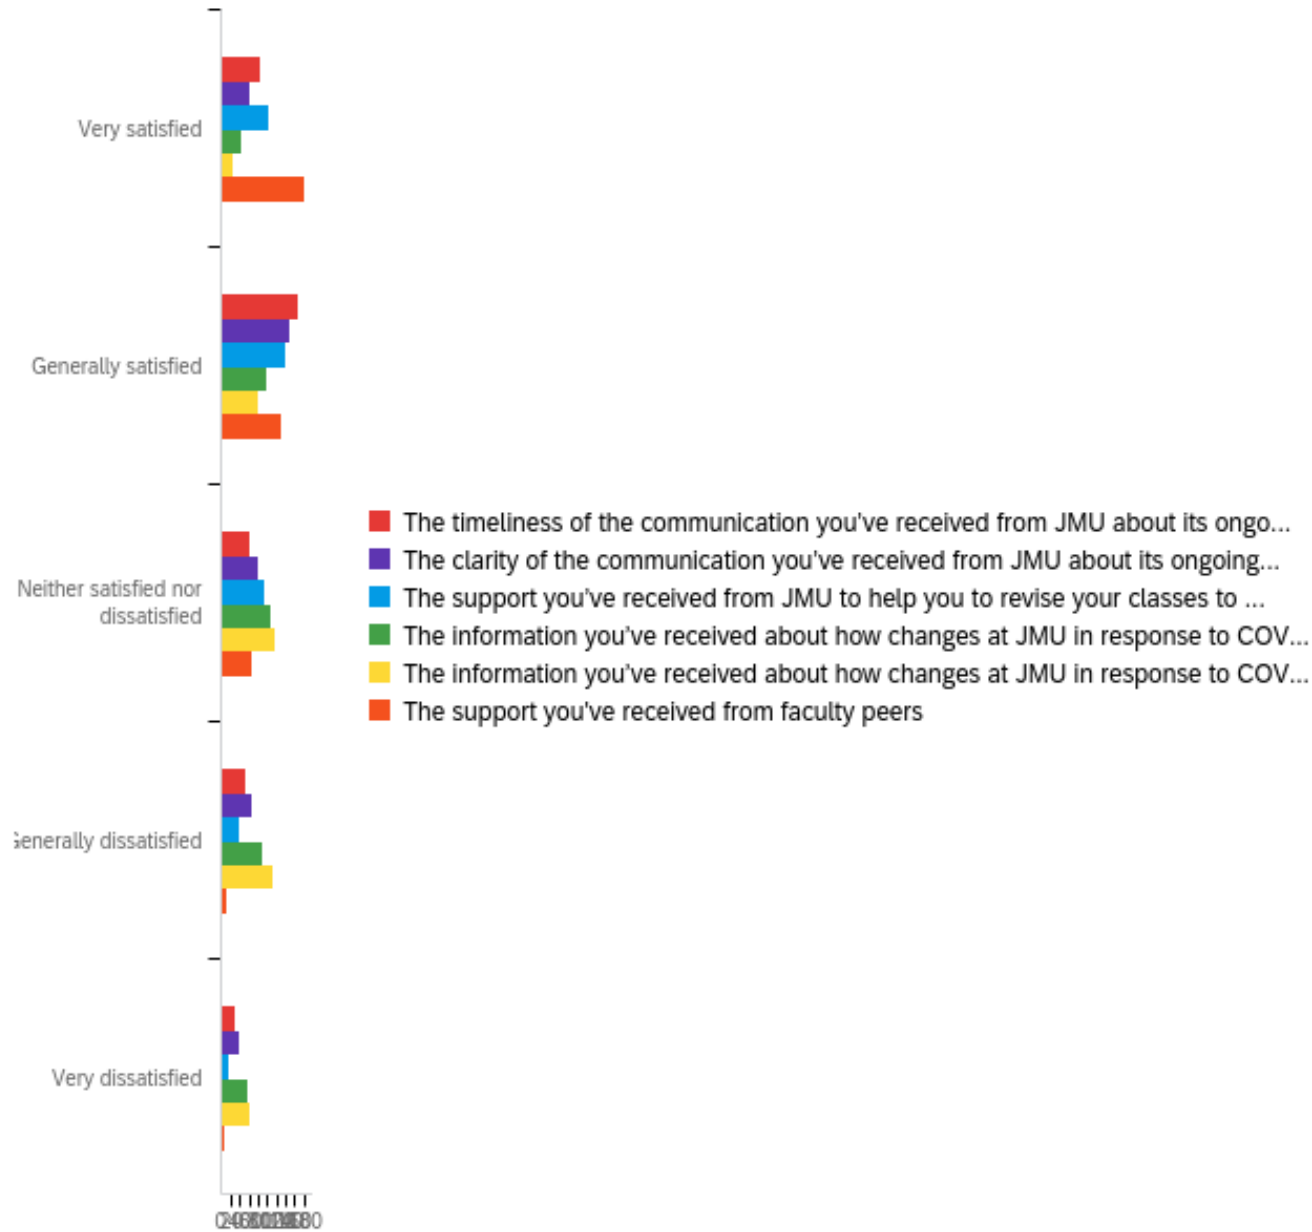 Very satisfied
Generally satisfied
Neither satisfied nor
dissatisfied
The timeliness of the communication you've received from JMU about its ongo...
The clarity of the communication you've received from JMU about its ongoing...
The support you've received from JMU to help you to revise your classes to ...
The information you've received about how changes at JMU in response to COV...
The information you've received about how changes at JMU in response to COV...
The support you've received from faculty peers
enerally dissatisfied
Very dissatisfied